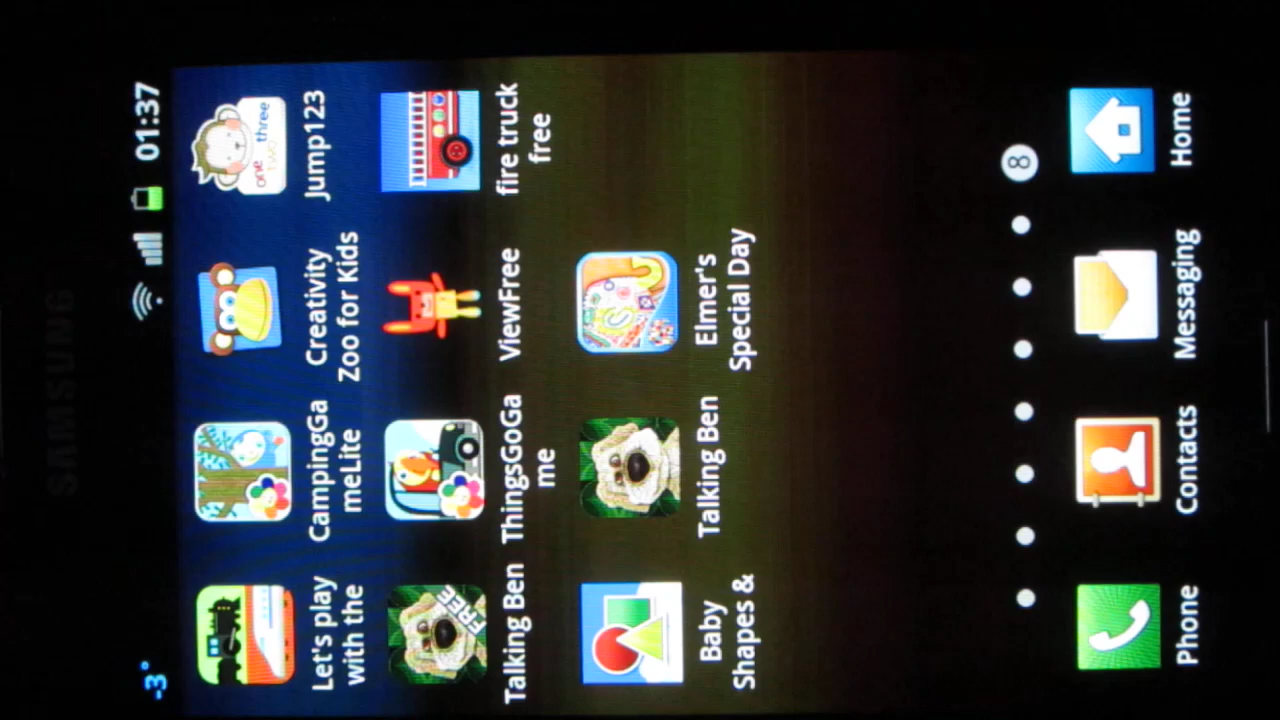 SAMSUNG
-3°
01:37
one
two
three
Let's play
with the
CampingGa
meLite
Creativity
Zoo for Kids
Jump123
FREE
Talking Ben
ThingsGoGa
me
ViewFree
fire truck
free
Baby
Shapes &
Talking Ben
Elmer's
Special Day
8
Phone
Contacts
Messaging
Home